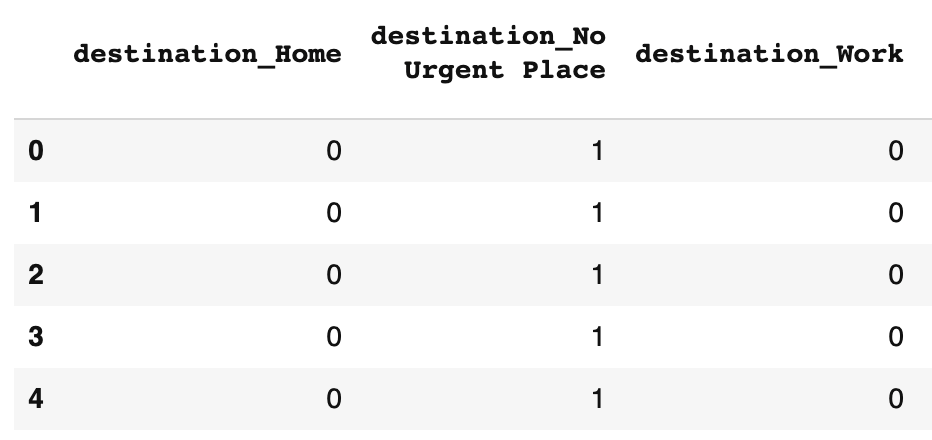 destination_Home destination_No Urgent Place destination_Work
0 0 1 0
1 0 1 0
2 0 1 0
3 0 1 0
4 0 1 0